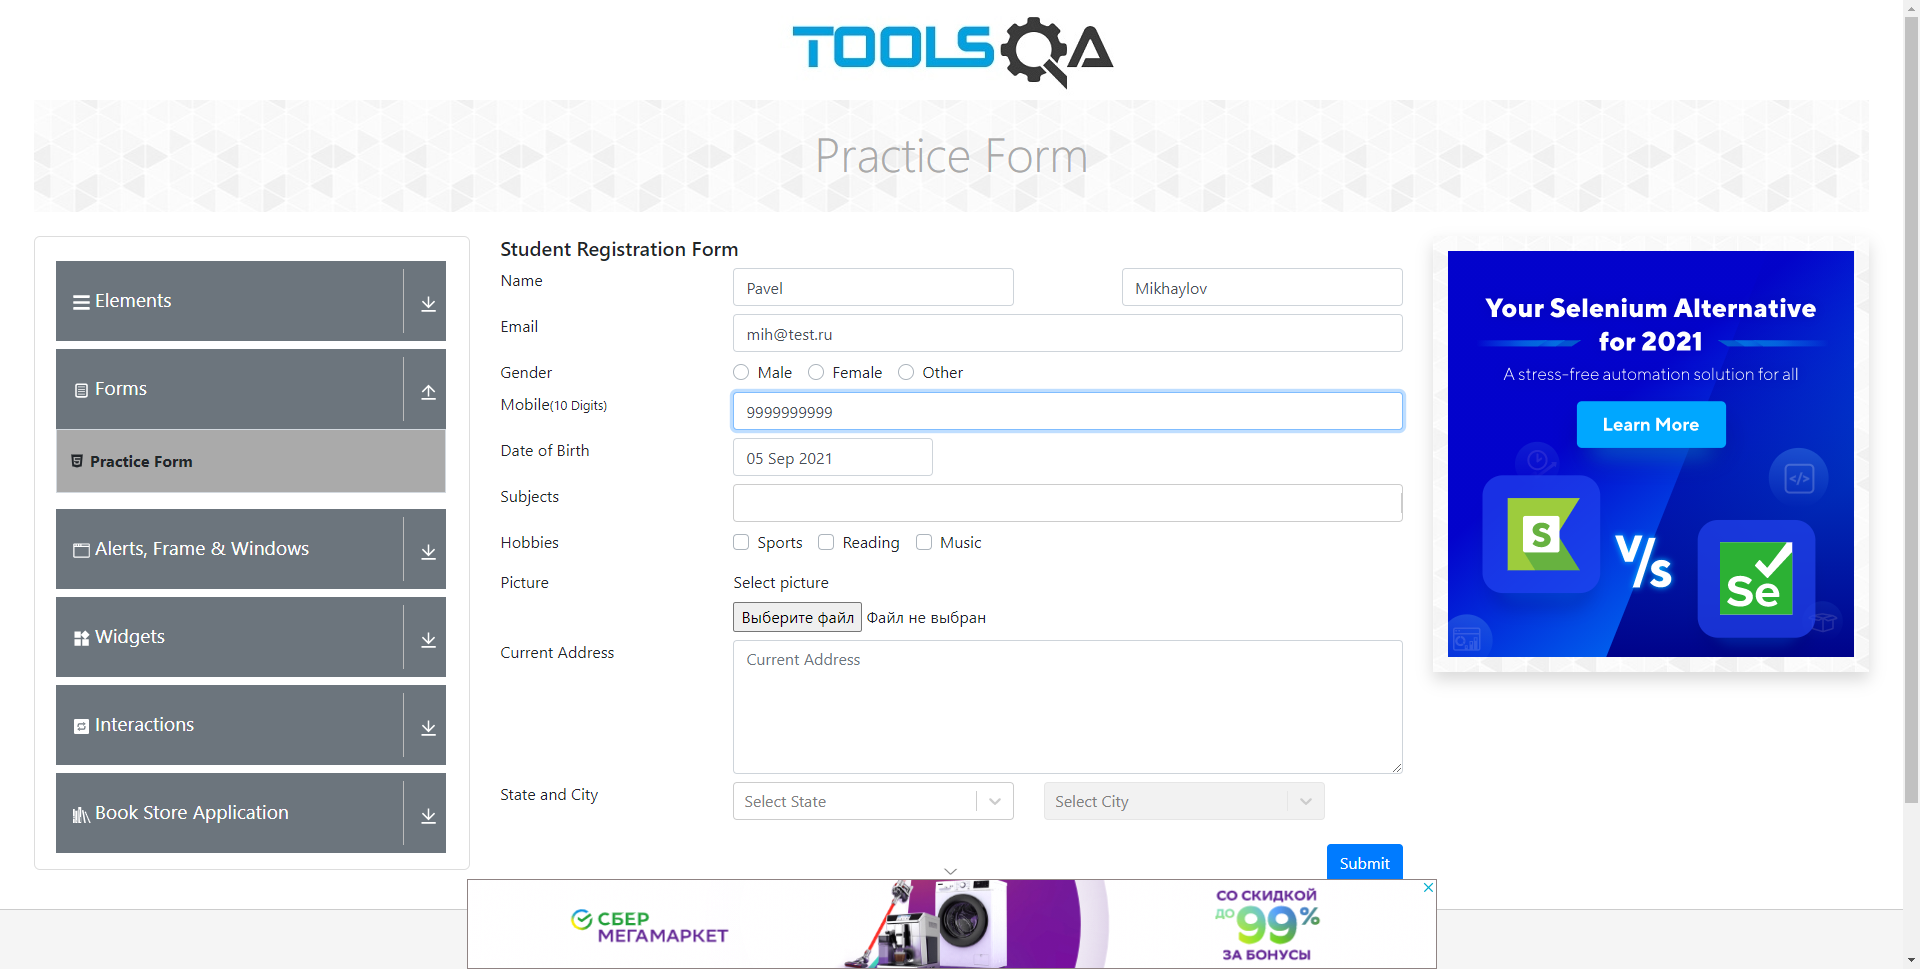 TOOLSQA
Practice Form
Elements
Forms
Practice Form
Alerts, Frame & Windows
Widgets
Interactions
Book Store Application
Student Registration Form
Name
Pavel
Mikhaylov
Email
mih@test.ru
Gender
Male
Female
Other
Mobile(10 Digits)
9999999999
Date of Birth
05 Sep 2021
Subjects
Hobbies
Sports
Reading
Music
Picture
Select picture
Выберите файл
Файл не выбран
Current Address
Current Address
State and City
Select State
Select City
Submit
Your Selenium Alternative
for 2021
A stress-free automation solution for all
Learn More
S
V/s
Se
СБЕР
МЕГАМАРКЕТ
СО СКИДКОЙ
ДО 99%
ЗА БОНУСЫ